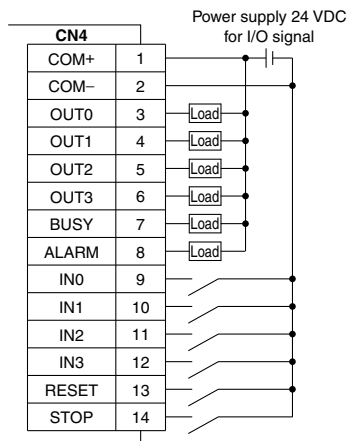 Power supply 24 VDC
for I/O signal
CN4
COM+ 1
COM− 2
OUT0 3 Load
OUT1 4 Load
OUT2 5 Load
OUT3 6 Load
BUSY 7 Load
ALARM 8 Load
IN0 9
IN1 10
IN2 11
IN3 12
RESET 13
STOP 14